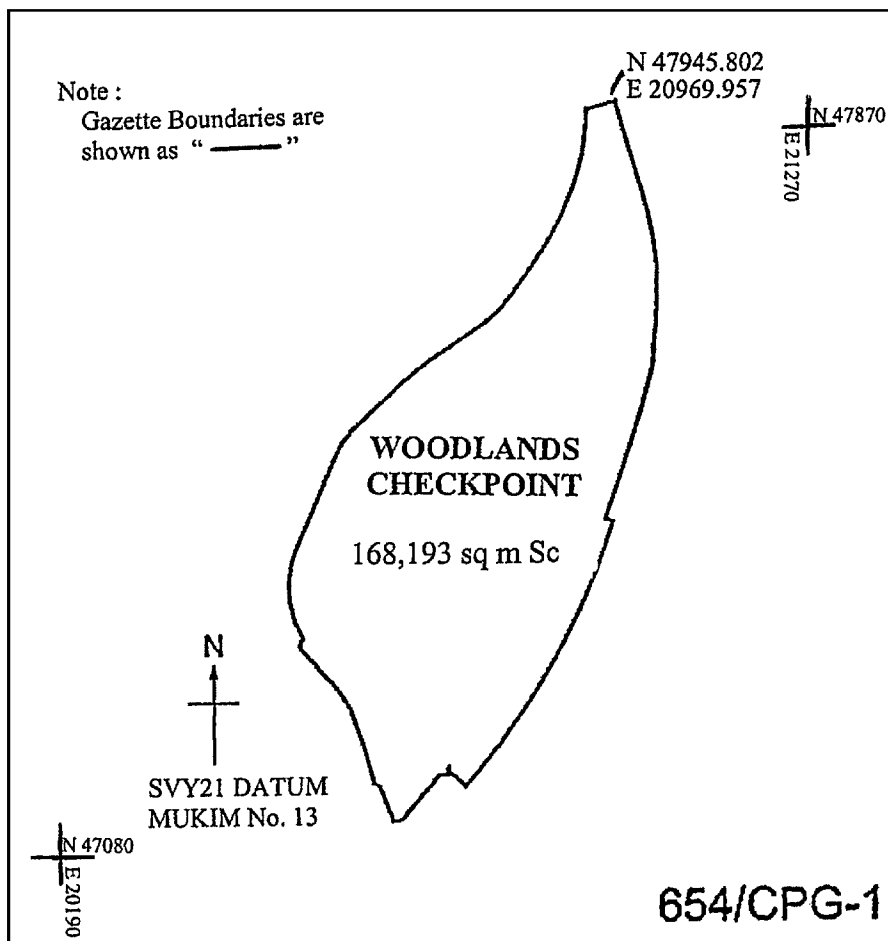 N 47945.802
E 20969.957
Note :
Gazette Boundaries are
shown as “ ——— ”
N 47870
E 21270
WOODLANDS
CHECKPOINT
168,193 sq m Sc
N
SVY21 DATUM
MUKIM No. 13
N 47080
E 20190
654/CPG-1